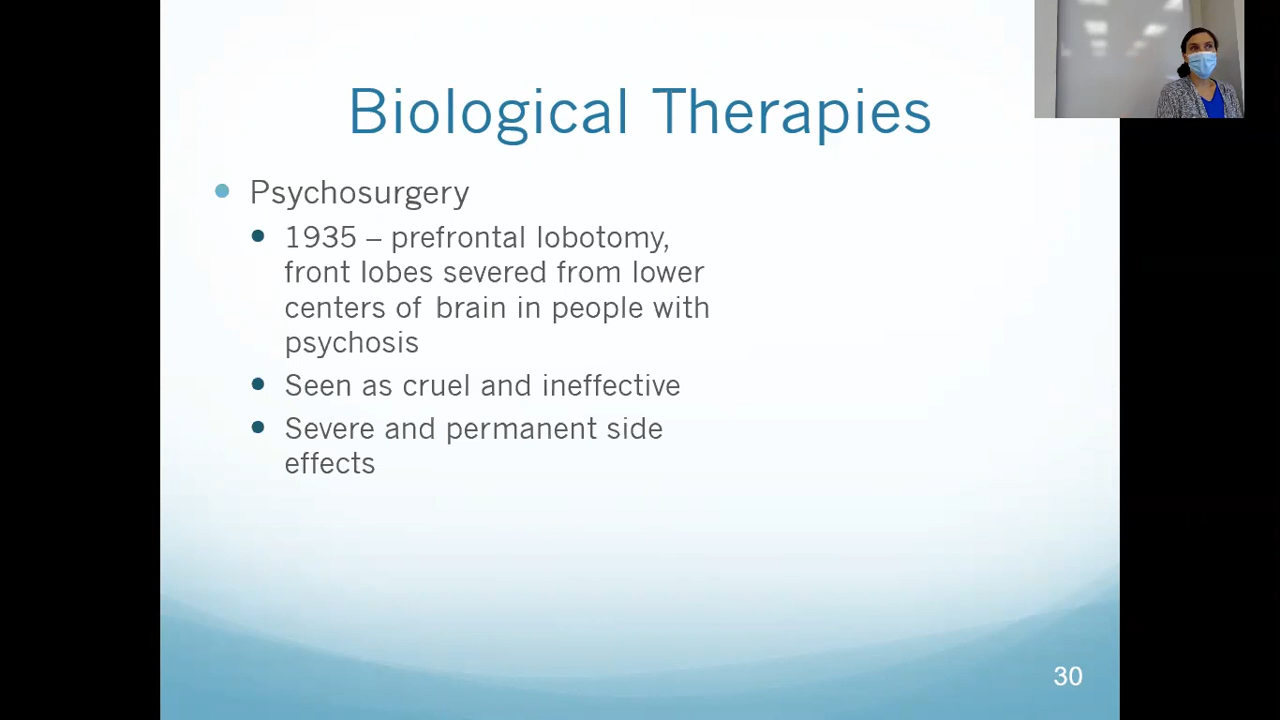 Biological Therapies
Psychosurgery
1935 – prefrontal lobotomy,
front lobes severed from lower
centers of brain in people with
psychosis
Seen as cruel and ineffective
Severe and permanent side
effects
30